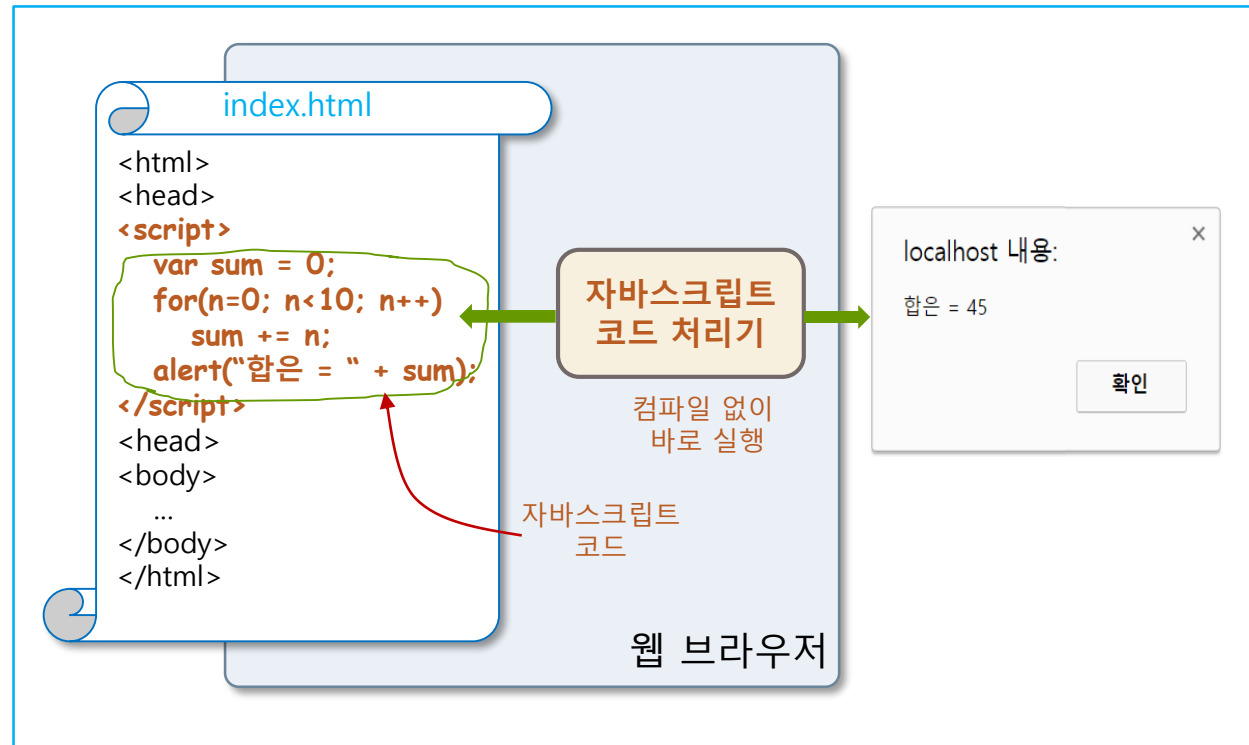 index.html
<html>
<head>
<script>
var sum = 0;
for(n=0; n<10; n++)
sum += n;
alert(“합은 = “ + sum);
</script>
<head>
<body>
...
</body>
</html>
자바스크립트
코드 처리기
컴파일 없이
바로 실행
자바스크립트
코드
웹 브라우저
localhost 내용:
합은 = 45
확인